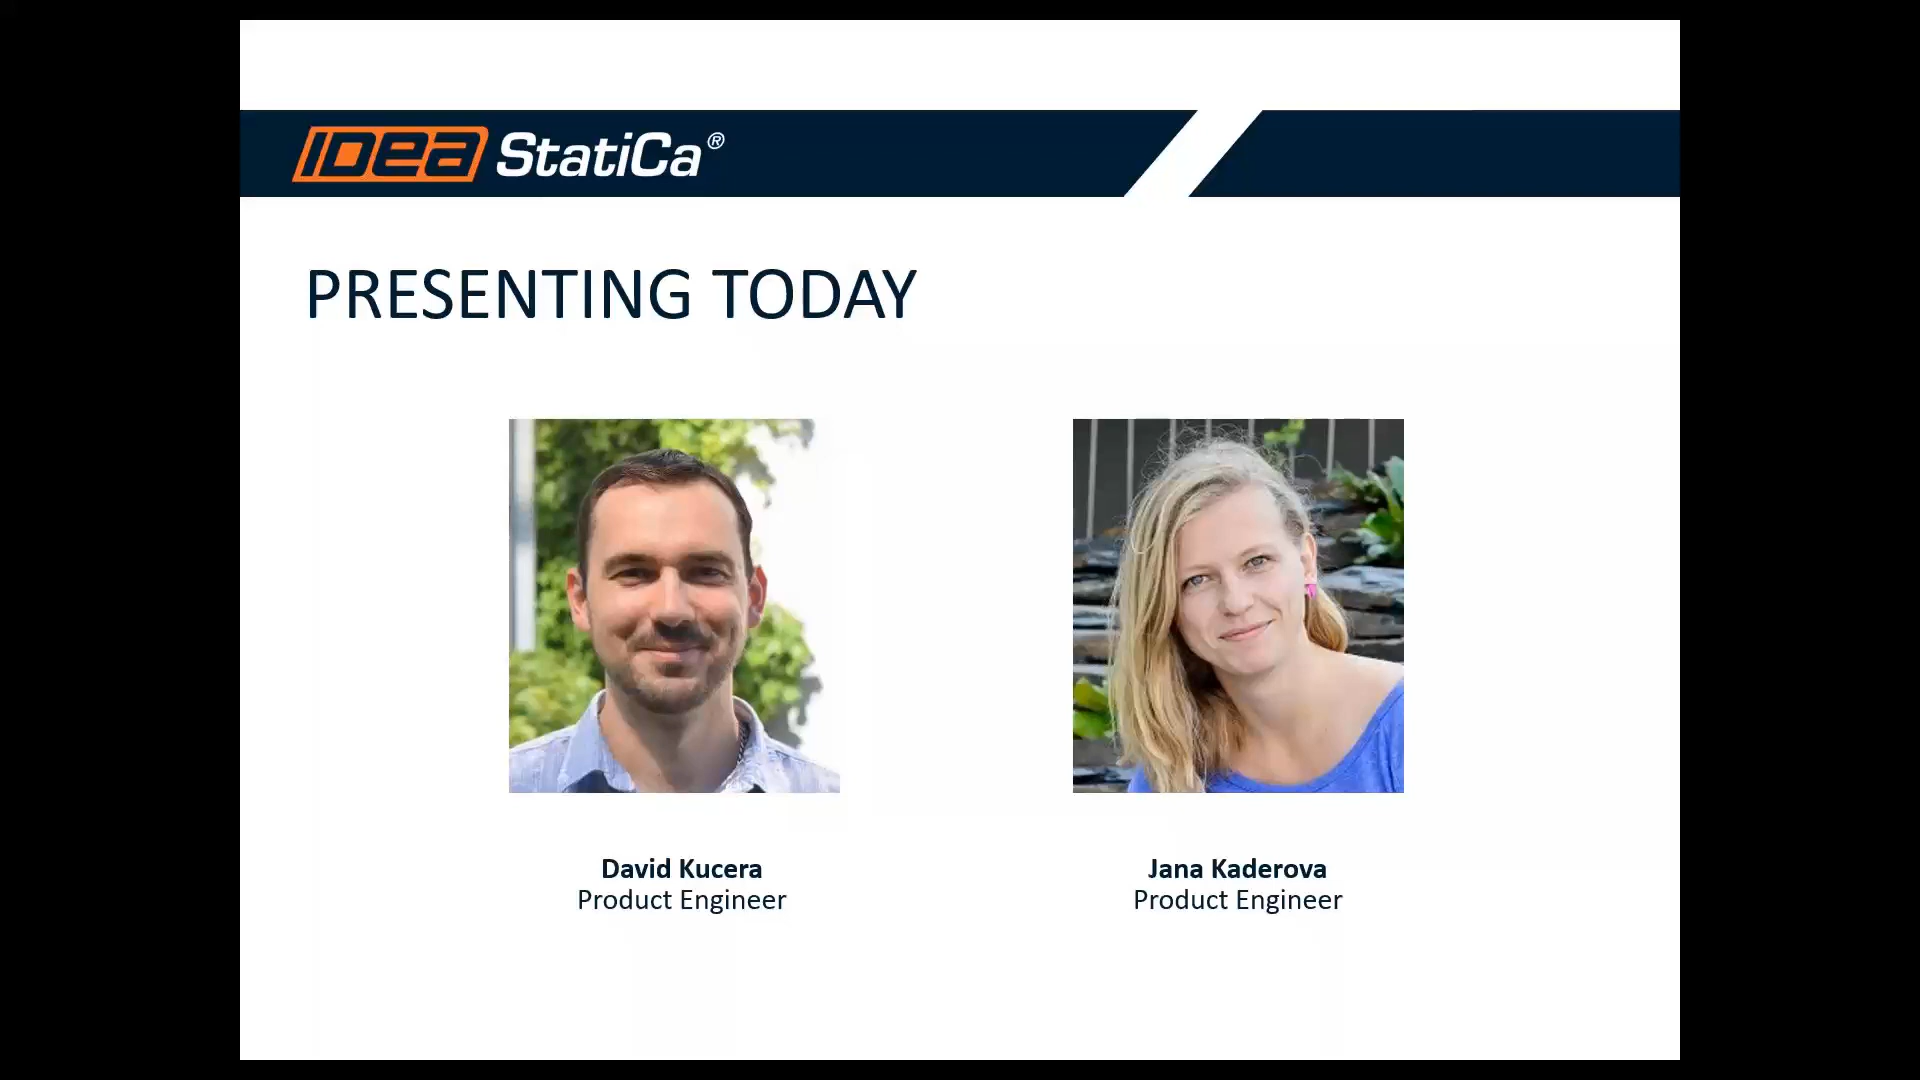 IDEA StatiCa®
PRESENTING TODAY
David Kucera
Product Engineer
Jana Kaderova
Product Engineer